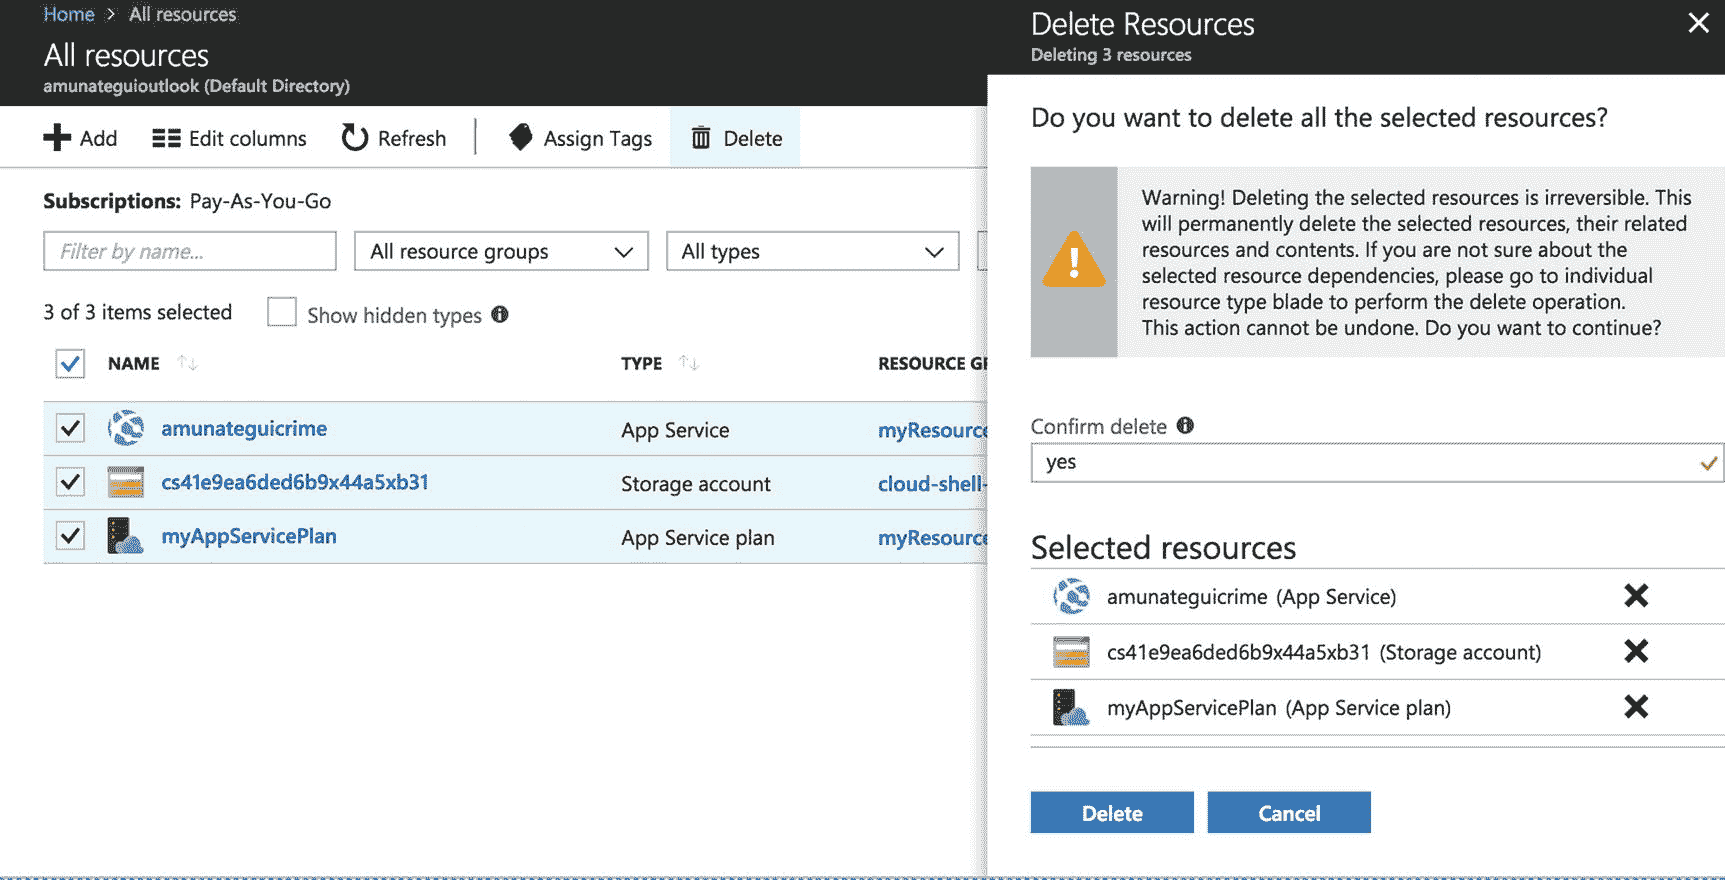 Home > All resources
All resources
amunateguioutlook (Default Directory)
Add Edit columns Refresh Assign Tags Delete
Subscriptions: Pay-As-You-Go
Filter by name... All resource groups All types
3 of 3 items selected Show hidden types
NAME TYPE RESOURCE GR
amunateguicrime App Service myResource
cs41e9ea6ded6b9x44a5xb31 Storage account cloud-shell-
myAppServicePlan App Service plan myResource
Delete Resources
Deleting 3 resources
Do you want to delete all the selected resources?
Warning! Deleting the selected resources is irreversible. This
will permanently delete the selected resources, their related
resources and contents. If you are not sure about the
selected resource dependencies, please go to individual
resource type blade to perform the delete operation.
This action cannot be undone. Do you want to continue?
Confirm delete
yes
Selected resources
amunateguicrime (App Service)
cs41e9ea6ded6b9x44a5xb31 (Storage account)
myAppServicePlan (App Service plan)
Delete Cancel